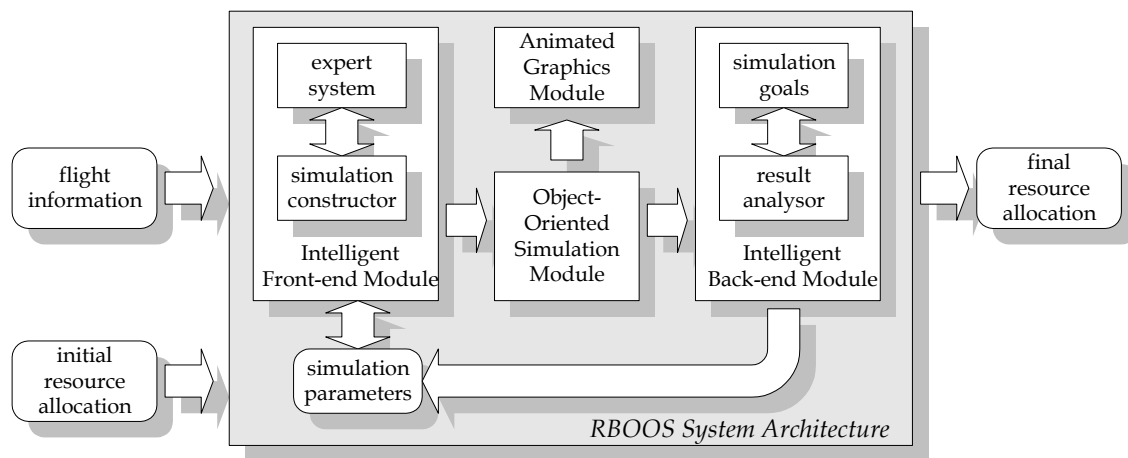 flight
information
initial
resource
allocation
expert
system
simulation
constructor
Intelligent
Front-end Module
simulation
parameters
Animated
Graphics
Module
Object-
Oriented
Simulation
Module
simulation
goals
result
analysor
Intelligent
Back-end Module
final
resource
allocation
RBOOS System Architecture